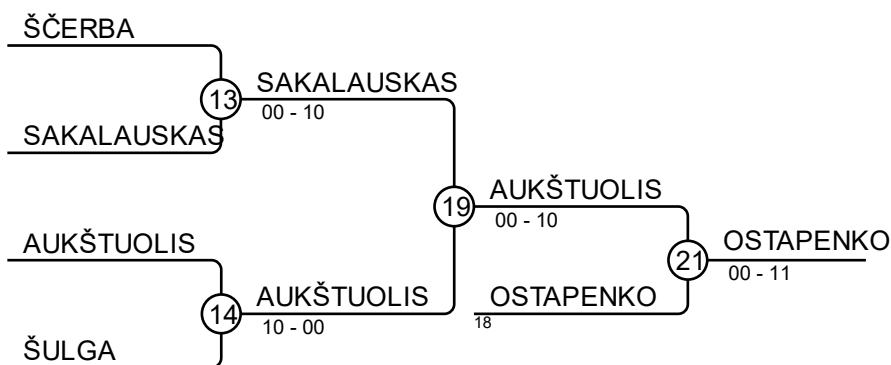 ŠČERBA
13
SAKALAUSKAS
00 - 10
SAKALAUSKAS
19
AUKŠTUOLIS
00 - 10
AUKŠTUOLIS
21
OSTAPENKO
00 - 11
14
AUKŠTUOLIS
10 - 00
OSTAPENKO
18
ŠULGA